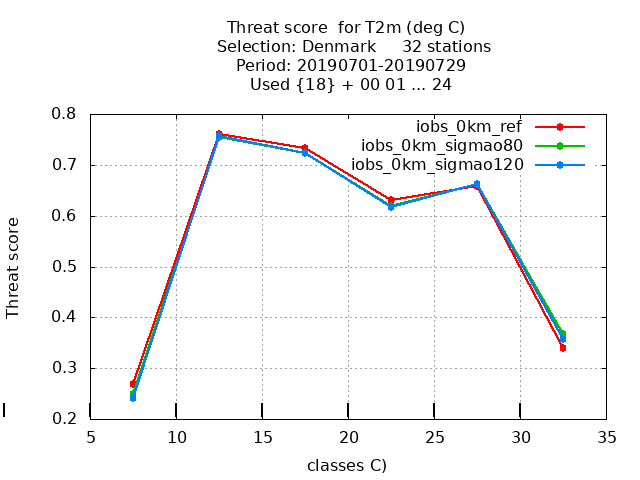 Threat score  for T2m (deg C)
Selection: Denmark     32 stations
Period: 20190701-20190729
Used {18} + 00 01 ... 24
iobs_0km_ref
iobs_0km_sigmao80
iobs_0km_sigmao120
0.8
0.7
0.6
0.5
0.4
0.3
0.2
Threat score
5
10
15
20
25
30
35
classes C)